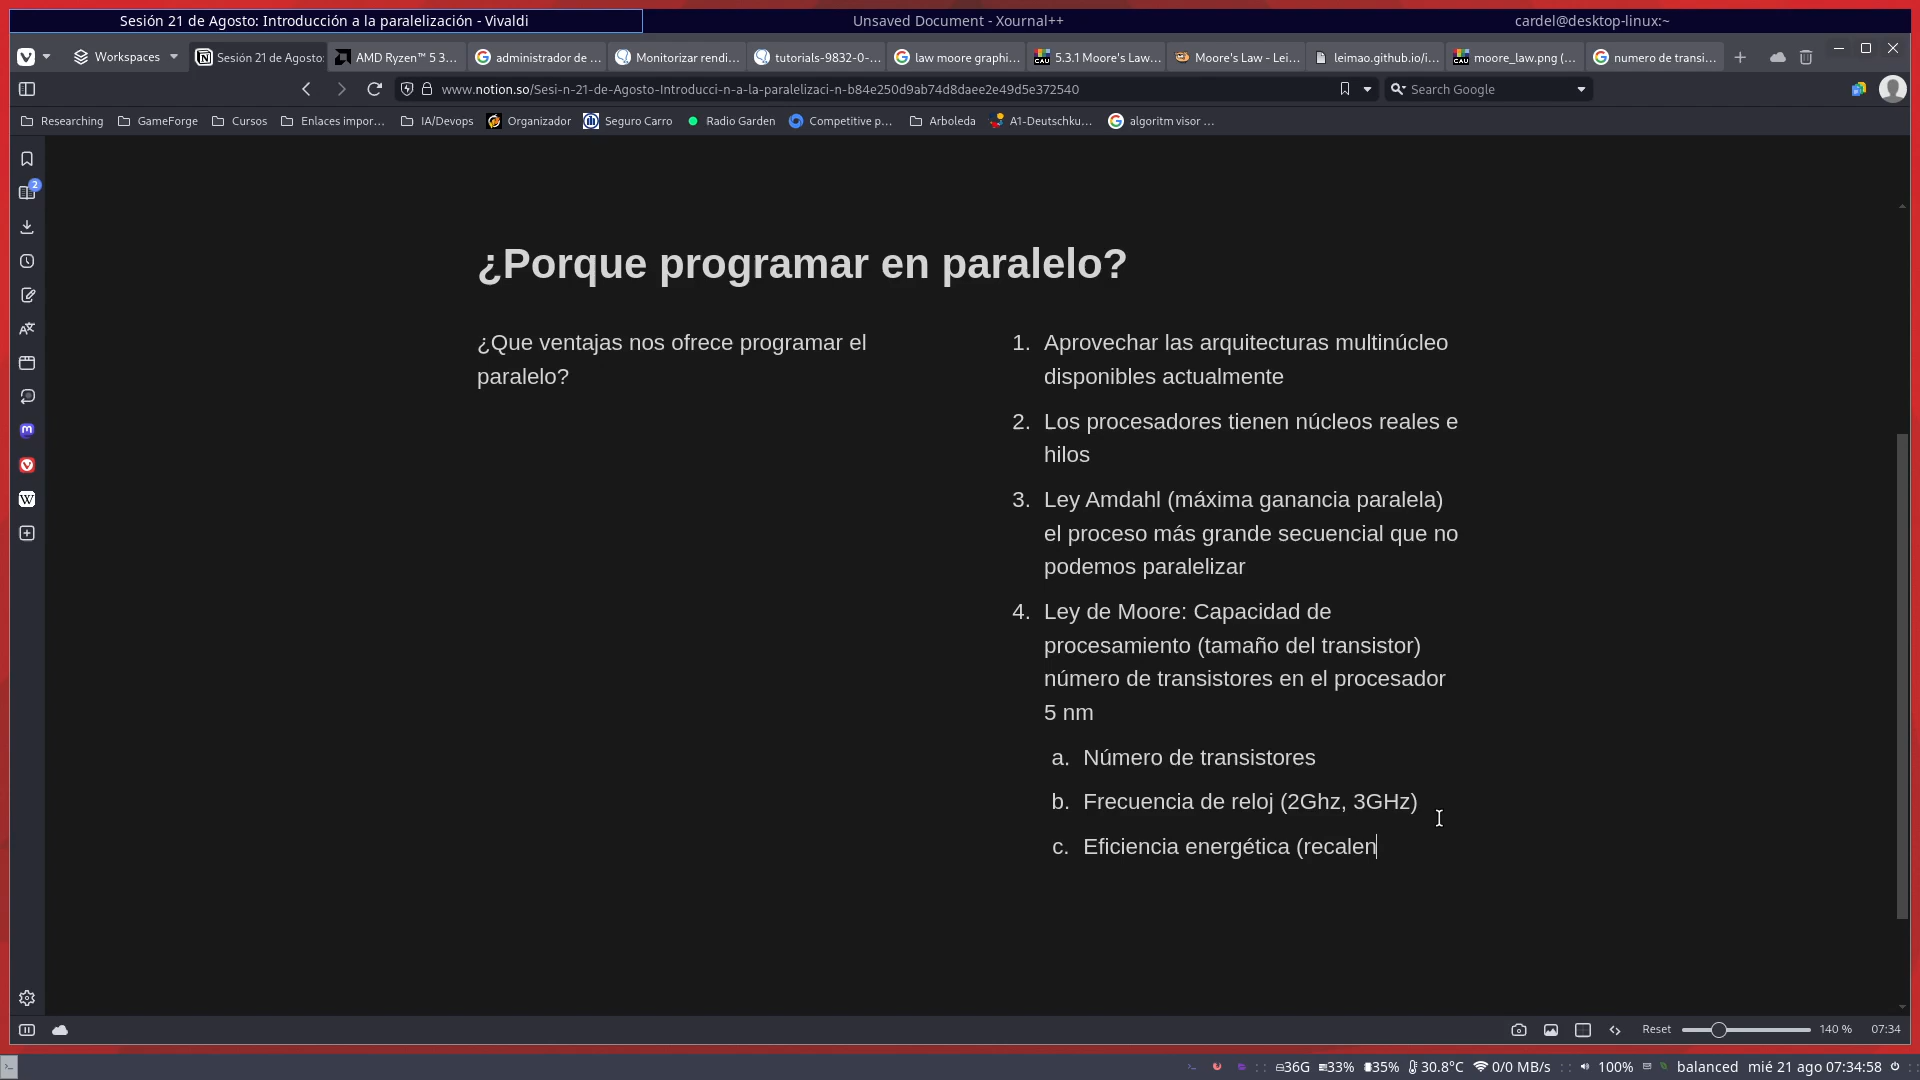 Sesión 21 de Agosto: Introducción a la paralelización - Vivaldi
Unsaved Document - Xournal++
cardel@desktop-linux:~
Workspaces
Sesión 21 de Agosto:
AMD Ryzen™ 5 3...
administrador de ...
Monitorizar rendi...
tutorials-9832-0-...
law moore graphi...
5.3.1 Moore's Law...
Moore's Law - Lei...
leimao.github.io/i...
moore_law.png (...
numero de transi...
www.notion.so/Sesi-n-21-de-Agosto-Introducci-n-a-la-paralelizaci-n-b84e250d9ab74d8daee2e49d5e372540
Search Google
Researching
GameForge
Cursos
Enlaces impor...
IA/Devops
Organizador
Seguro Carro
Radio Garden
Competitive p...
Arboleda
A1-Deutschku...
algoritm visor ...
2
¿Porque programar en paralelo?
¿Que ventajas nos ofrece programar el
paralelo?
1. Aprovechar las arquitecturas multinúcleo
disponibles actualmente
2. Los procesadores tienen núcleos reales e
hilos
3. Ley Amdahl (máxima ganancia paralela)
el proceso más grande secuencial que no
podemos paralelizar
4. Ley de Moore: Capacidad de
procesamiento (tamaño del transistor)
número de transistores en el procesador
5 nm
a. Número de transistores
b. Frecuencia de reloj (2Ghz, 3GHz)
c. Eficiencia energética (recalen
Reset
140 %
07:34
36G
33%
35%
30.8°C
0/0 MB/s
100%
balanced
mié 21 ago 07:34:58